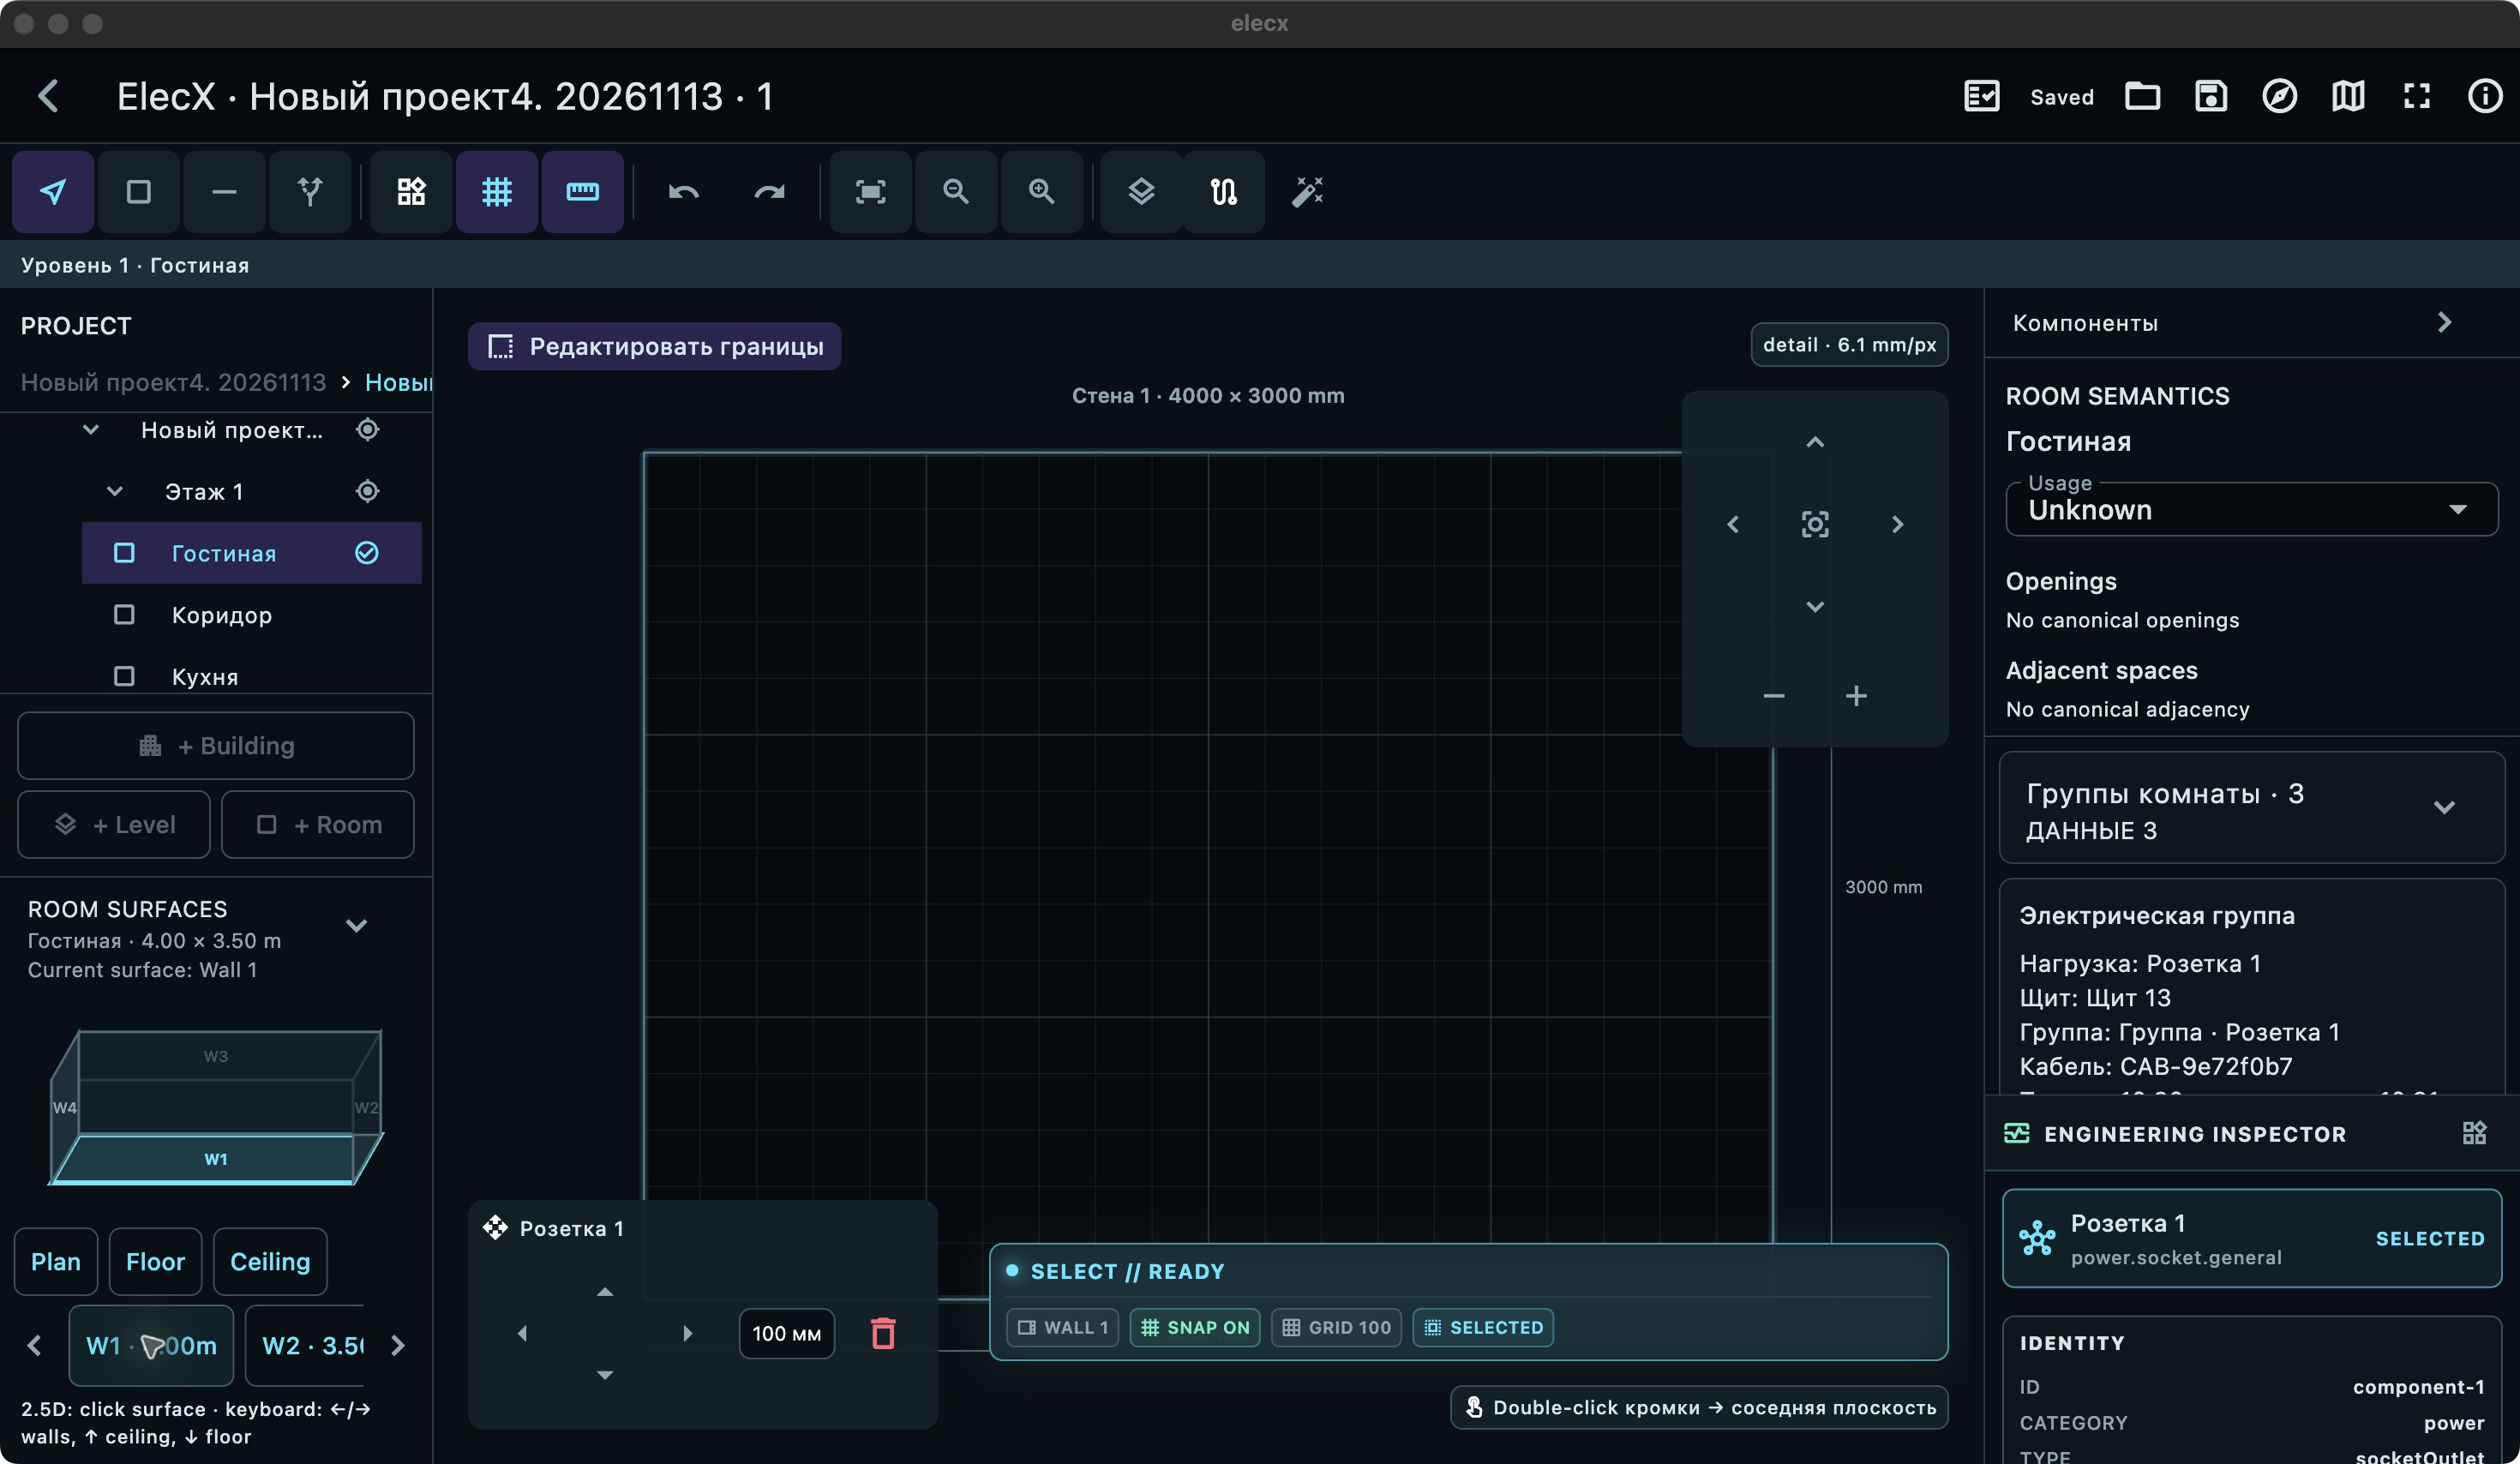 elecx
ElecX · Новый проект4. 20261113 · 1
Saved
Уровень 1 · Гостиная
PROJECT
Новый проект4. 20261113 › Новы
Новый проект...
Этаж 1
Гостиная
Коридор
Кухня
+ Building
+ Level
+ Room
ROOM SURFACES
Гостиная · 4.00 × 3.50 m
Current surface: Wall 1
W3
W4
W2
W1
Plan
Floor
Ceiling
W1 · 00m
W2 · 3.5
2.5D: click surface · keyboard: ←/→
walls, ↑ ceiling, ↓ floor
Редактировать границы
detail · 6.1 mm/px
Стена 1 · 4000 × 3000 mm
3000 mm
Розетка 1
100 мм
SELECT // READY
WALL 1
SNAP ON
GRID 100
SELECTED
Double-click кромки → соседняя плоскость
Компоненты
ROOM SEMANTICS
Гостиная
Usage
Unknown
Openings
No canonical openings
Adjacent spaces
No canonical adjacency
Группы комнаты · 3
ДАННЫЕ 3
Электрическая группа
Нагрузка: Розетка 1
Щит: Щит 13
Группа: Группа · Розетка 1
Кабель: CAB-9e72f0b7
ENGINEERING INSPECTOR
Розетка 1
power.socket.general
SELECTED
IDENTITY
ID component-1
CATEGORY power
TYPE socketOutlet